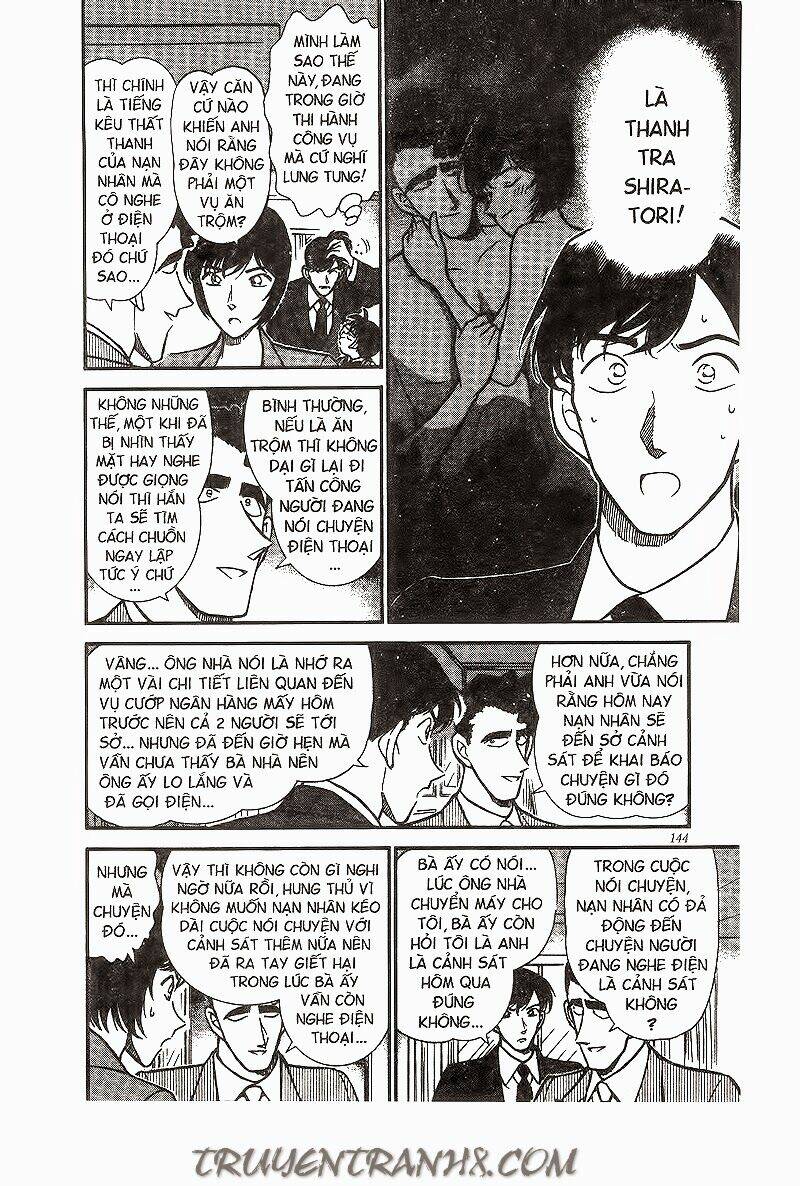 LÀ
THANH
TRA
SHIRA-
TORI!
MÌNH LÀM
SAO THẾ
NÀY, ĐANG
TRONG GIỜ
THI HÀNH
CÔNG VỤ
MÀ CỨ NGHĨ
LUNG TUNG!
VẬY CĂN
CỨ NÀO
KHIẾN ANH
NÓI RẰNG
ĐÂY KHÔNG
PHẢI MỘT
VỤ ĂN
TRỘM?
THÌ CHÍNH
LÀ TIẾNG
KÊU THẤT
THANH
CỦA NẠN
NHÂN MÀ
CÔ NGHE
Ở ĐIỆN
THOẠI
ĐÓ CHỨ
SAO...
BÌNH THƯỜNG,
NẾU LÀ ĂN
TRỘM THÌ KHÔNG
DẠI GÌ LẠI ĐI
TẤN CÔNG
NGƯỜI ĐANG
NÓI CHUYỆN
ĐIỆN THOẠI
...
KHÔNG NHỮNG
THẾ, MỘT KHI ĐÃ
BỊ NHÌN THẤY
MẶT HAY NGHE
ĐƯỢC GIỌNG
NÓI THÌ HẮN
TA SẼ TÌM
CÁCH CHUỒN
NGAY LẬP
TỨC Ý CHỨ
...
HƠN NỮA, CHẲNG
PHẢI ANH VỪA NÓI
RẰNG HÔM NAY
NẠN NHÂN SẼ
ĐẾN SỞ CẢNH
SÁT ĐỂ KHAI BÁO
CHUYỆN GÌ ĐÓ
ĐÚNG KHÔNG?
VÂNG... ÔNG NHÀ NÓI LÀ NHỚ RA
MỘT VÀI CHI TIẾT LIÊN QUAN ĐẾN
VỤ CƯỚP NGÂN HÀNG MẤY HÔM
TRƯỚC NÊN CẢ 2 NGƯỜI SẼ TỚI
SỞ... NHƯNG ĐÃ ĐẾN GIỜ HẸN MÀ
VẪN CHƯA THẤY BÀ NHÀ NÊN
ÔNG ẤY LO LẮNG VÀ
ĐÃ GỌI ĐIỆN...
144
TRONG CUỘC
NÓI CHUYỆN,
NẠN NHÂN CÓ ĐẢ
ĐỘNG ĐẾN
CHUYỆN NGƯỜI
ĐANG NGHE ĐIỆN
LÀ CẢNH SÁT
KHÔNG
?
BÀ ẤY CÓ NÓI...
LÚC ÔNG NHÀ
CHUYỂN MÁY CHO
TÔI, BÀ ẤY CÒN
HỎI TÔI LÀ ANH
LÀ CẢNH SÁT
HÔM QUA
ĐÚNG
KHÔNG...
VẬY THÌ KHÔNG CÒN GÌ NGHI
NGỜ NỮA RỒI, HUNG THỦ VÌ
KHÔNG MUỐN NẠN NHÂN KÉO
DÀI CUỘC NÓI CHUYỆN VỚI
CẢNH SÁT THÊM NỮA NÊN
ĐÃ RA TAY GIẾT HẠI
TRONG LÚC BÀ ẤY
VẪN CÒN
NGHE ĐIỆN
THOẠI...
NHƯNG
MÀ
CHUYỆN
ĐÓ...
TRUYENTRANH8.COM